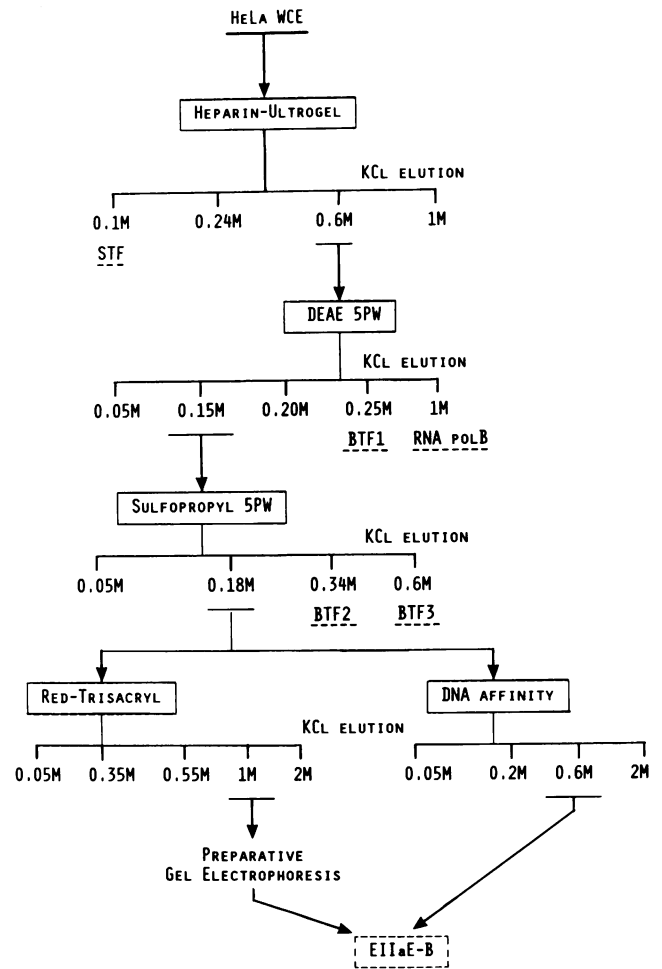 HeLa WCE
Heparin-Ultrogel
KCl elution
0.1M 0.24M 0.6M 1M
STF
DEAE 5PW
KCl elution
0.05M 0.15M 0.20M 0.25M 1M
BTF1 RNA polB
Sulfopropyl 5PW
KCl elution
0.05M 0.18M 0.34M 0.6M
BTF2 BTF3
Red-Trisacryl DNA affinity
KCl elution
0.05M 0.35M 0.55M 1M 2M 0.05M 0.2M 0.6M 2M
Preparative
Gel Electrophoresis
EIIaE-B